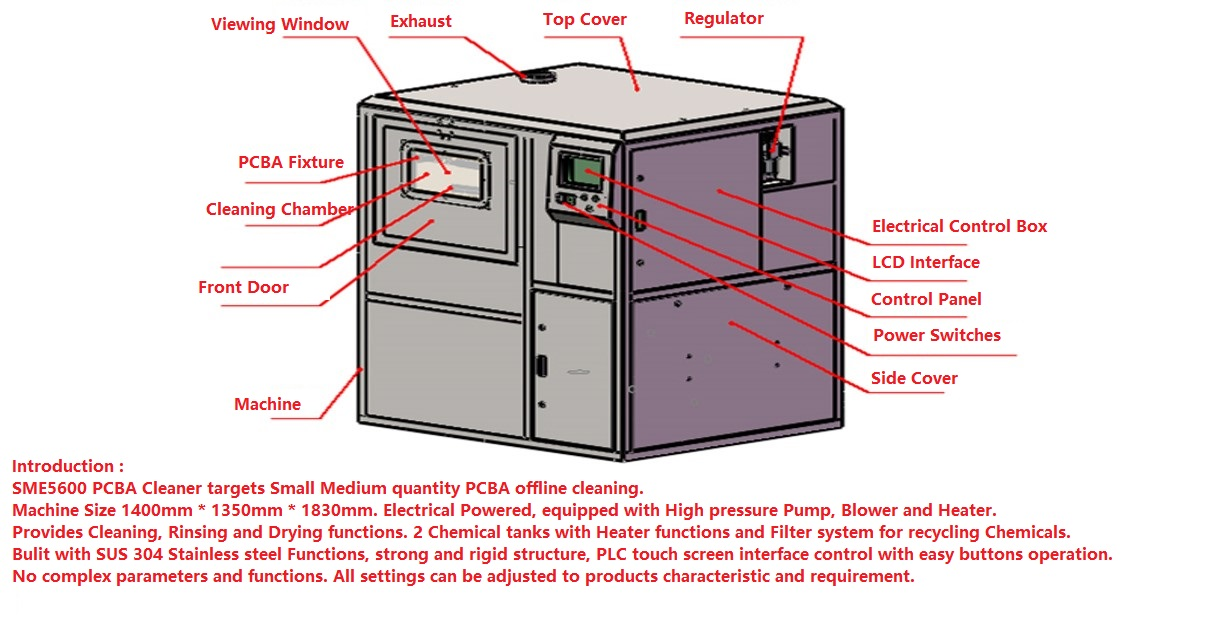 Viewing Window
Exhaust
Top Cover
Regulator
PCBA Fixture
Cleaning Chamber
Front Door
Machine
Electrical Control Box
LCD Interface
Control Panel
Power Switches
Side Cover
Introduction :
SME5600 PCBA Cleaner targets Small Medium quantity PCBA offline cleaning.
Machine Size 1400mm * 1350mm * 1830mm. Electrical Powered, equipped with High pressure Pump, Blower and Heater.
Provides Cleaning, Rinsing and Drying functions. 2 Chemical tanks with Heater functions and Filter system for recycling Chemicals.
Bulit with SUS 304 Stainless steel Functions, strong and rigid structure, PLC touch screen interface control with easy buttons operation.
No complex parameters and functions. All settings can be adjusted to products characteristic and requirement.